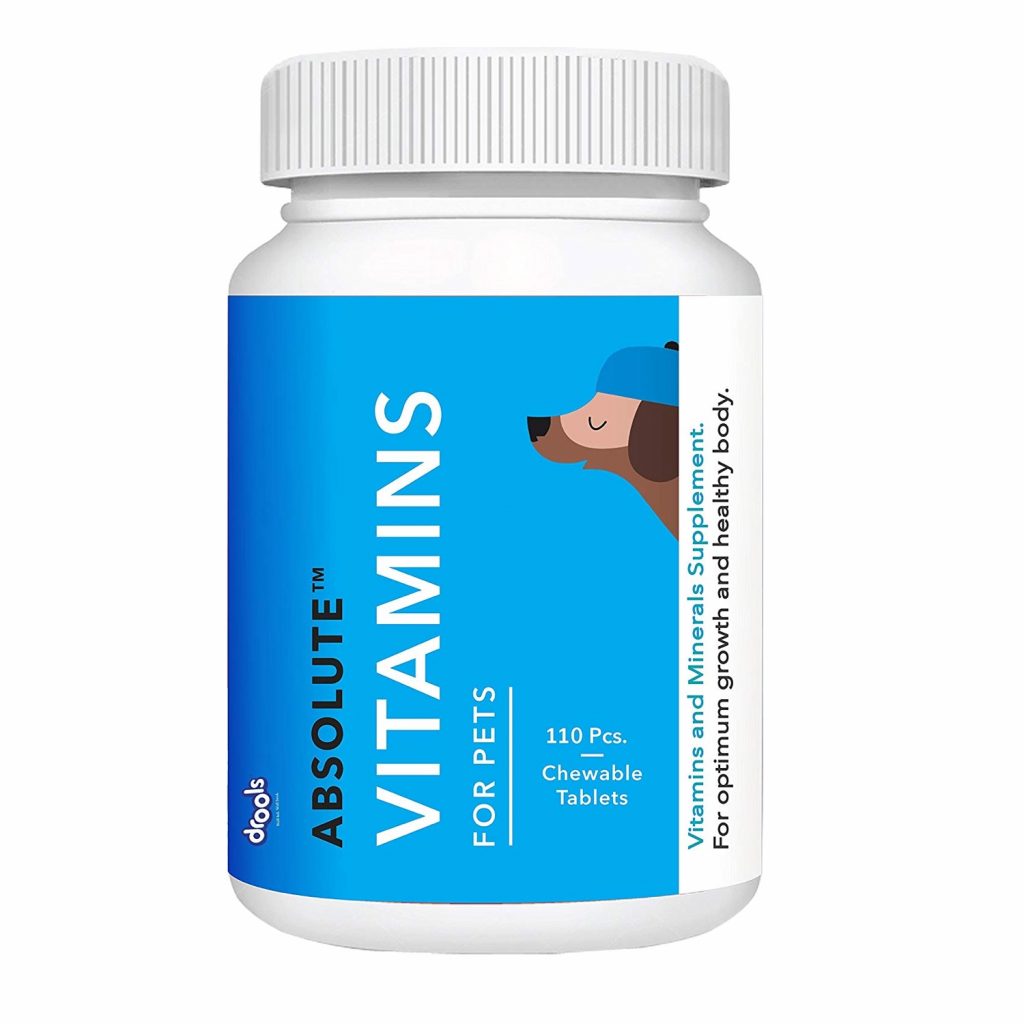 drools
ABSOLUTE™
VITAMINS
FOR PETS
110 Pcs.
Chewable
Tablets
Vitamins and Minerals Supplement.
For optimum growth and healthy body.